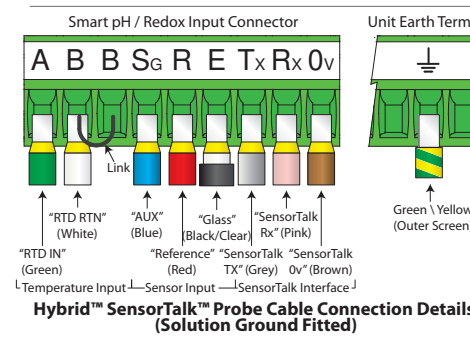 Smart pH / Redox Input Connector
Unit Earth Term
A B B SG R E Tx Rx 0v
Link
"RTD RTN"
(White)
"AUX"
(Blue)
"Glass"
(Black/Clear)
"SensorTalk
Rx" (Pink)
Green \ Yellow
(Outer Screen)
"RTD IN"
(Green)
"Reference"
(Red)
"SensorTalk
TX" (Grey)
"SensorTalk
0v" (Brown)
Temperature Input
Sensor Input
SensorTalk Interface
Hybrid™ SensorTalk™ Probe Cable Connection Details
(Solution Ground Fitted)